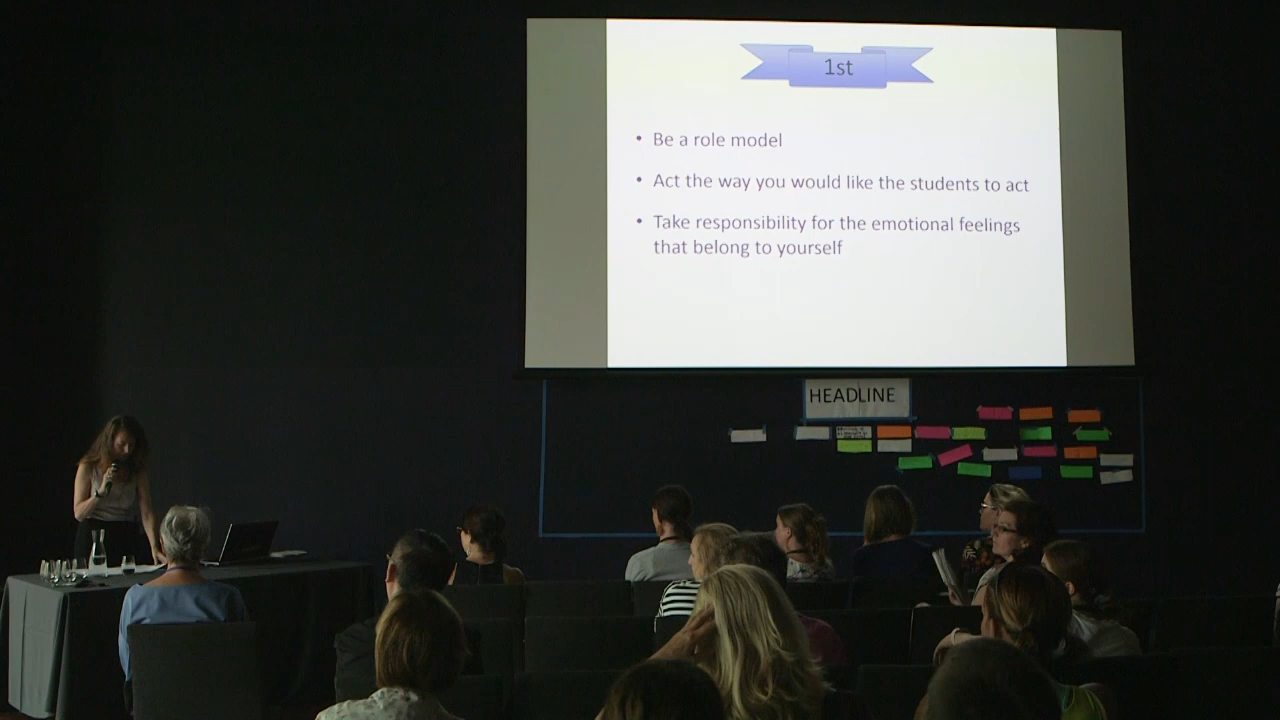 1st
• Be a role model
• Act the way you would like the students to act
• Take responsibility for the emotional feelings
that belong to yourself
HEADLINE